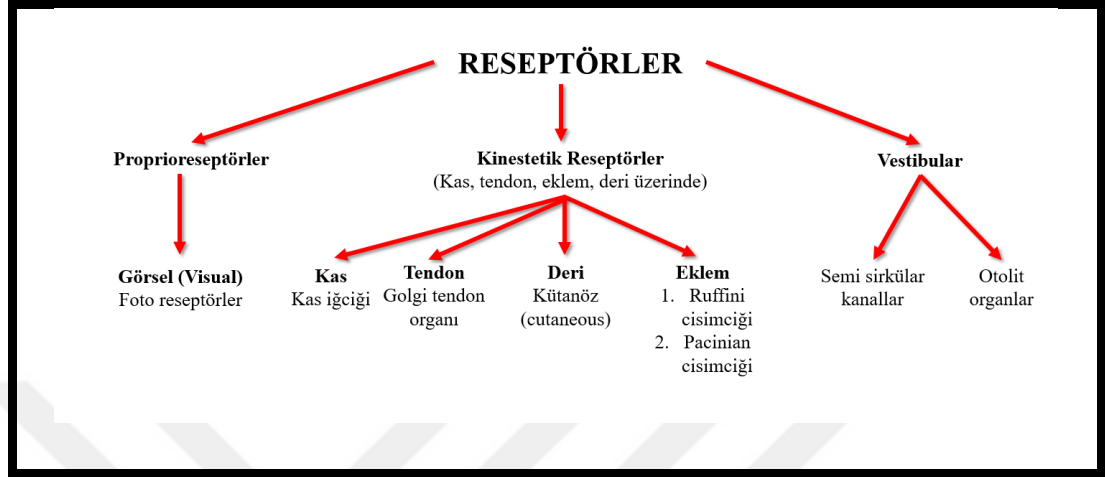 RESEPTÖRLER
Proprioreseptörler
Kinestetik Reseptörler
(Kas, tendon, eklem, deri üzerinde)
Vestibular
Görsel (Visual)
Foto reseptörler
Kas
Kas iğciği
Tendon
Golgi tendon
organı
Deri
Kütanöz
(cutaneous)
Eklem
1. Ruffini
cisimciği
2. Pacinian
cisimciği
Semi sirkülar
kanallar
Otolit
organlar